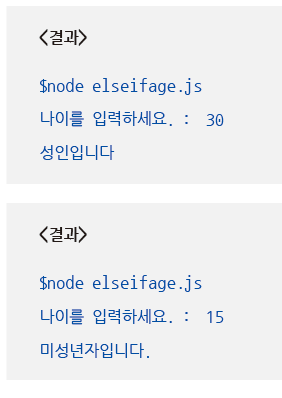 <결과>
$node elseifage.js
나이를 입력하세요. : 30
성인입니다
<결과>
$node elseifage.js
나이를 입력하세요. : 15
미성년자입니다.